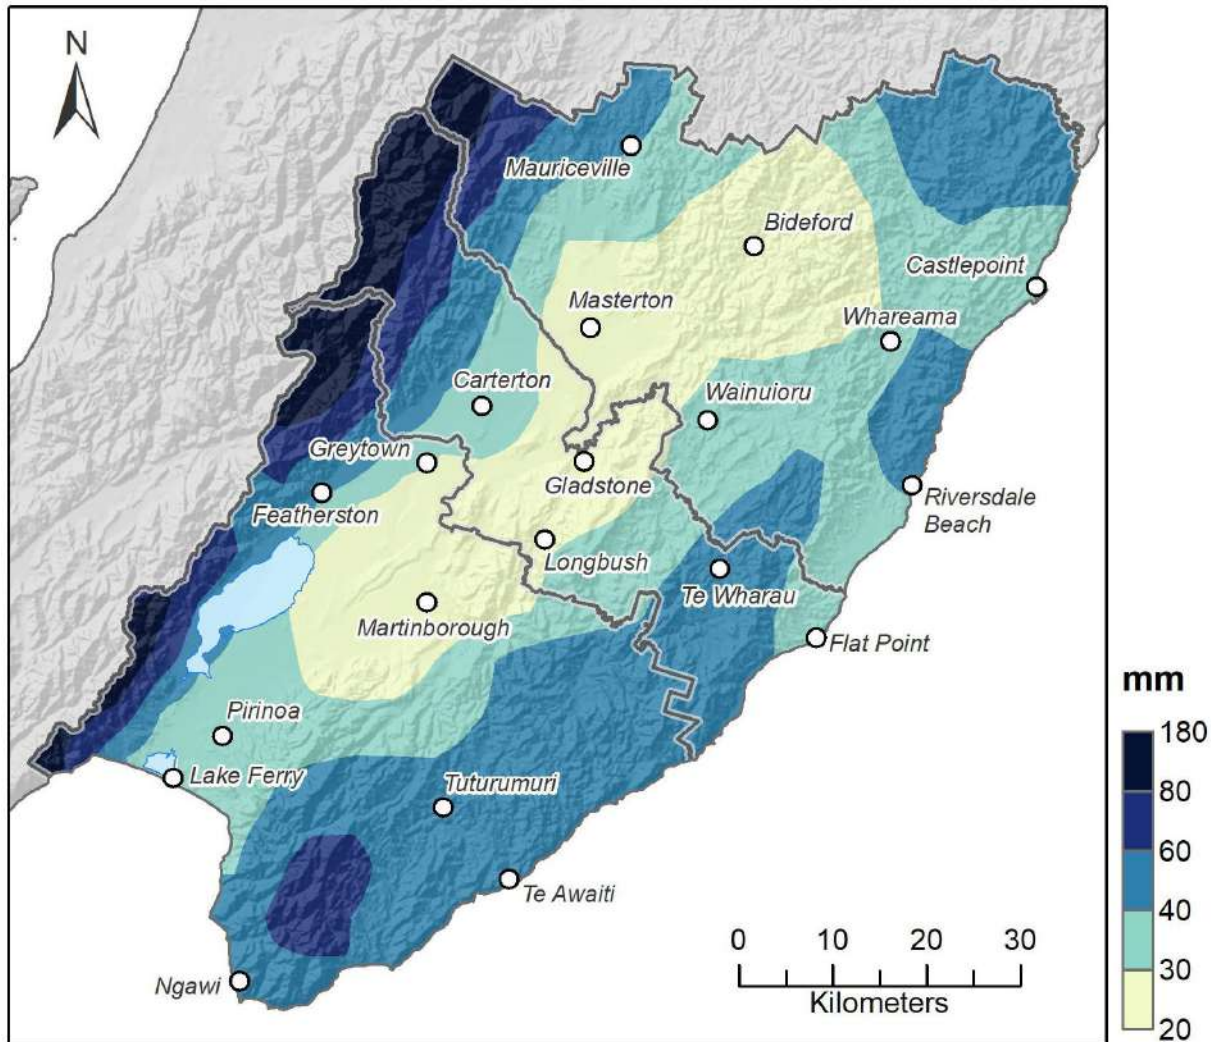 N
Mauriceville
Bideford
Castlepoint
Masterton
Whareama
Carterton
Wainuioru
Greytown
Gladstone
Featherston
Riversdale
Beach
Longbush
Te Wharau
Martinborough
Flat Point
mm
Pirinoa
180
Lake Ferry
Tuturumuri
80
60
Te Awaiti
40
0 10 20 30
30
Ngawi
Kilometers
20